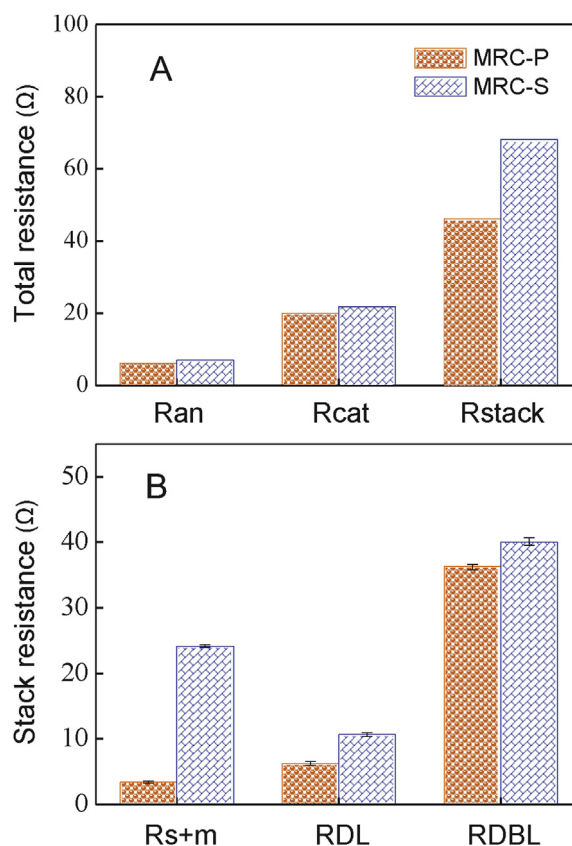 100
80
60
40
20
0
Total resistance (Ω)
A
MRC-P
MRC-S
Ran Rcat Rstack
50
40
30
20
10
0
Stack resistance (Ω)
B
Rs+m RDL RDBL